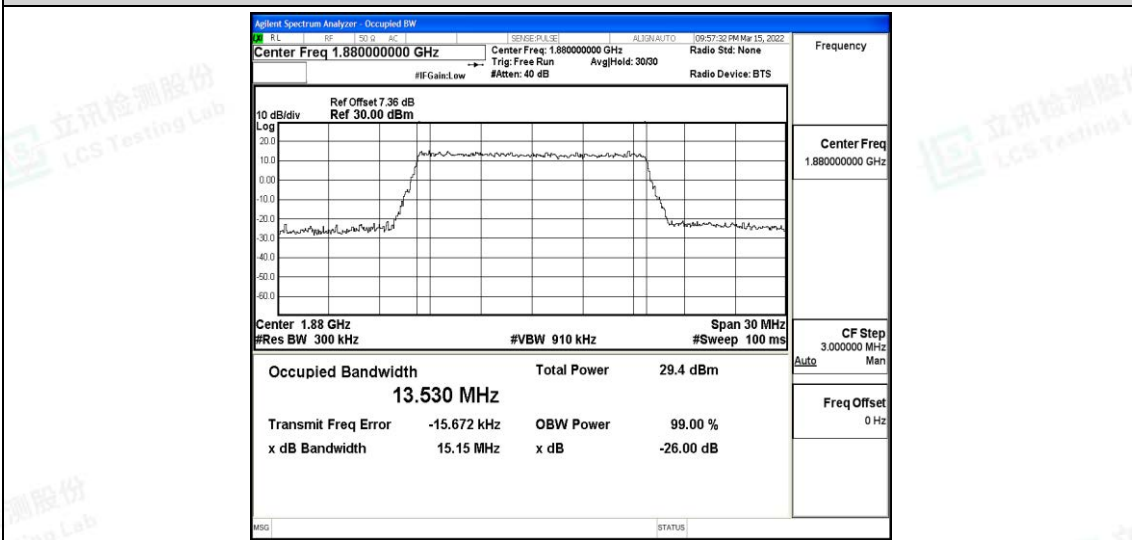 Agilent Spectrum Analyzer - Occupied BW
RL RF 50 Ω AC SENSE:PULSE ALIGN AUTO 09:57:32 PM Mar 15, 2022
Center Freq 1.880000000 GHz
Center Freq: 1.880000000 GHz
Radio Std: None
Trig: Free Run Avg|Hold: 30/30
#IFGain:Low #Atten: 40 dB Radio Device: BTS
Frequency
Ref Offset 7.36 dB
10 dB/div Ref 30.00 dBm
Log
20.0
10.0
0.00
-10.0
-20.0
-30.0
-40.0
-50.0
-60.0
Center 1.88 GHz Span 30 MHz
#Res BW 300 kHz #VBW 910 kHz #Sweep 100 ms
Center Freq
1.880000000 GHz
CF Step
3.000000 MHz
Auto Man
Freq Offset
0 Hz
Occupied Bandwidth Total Power 29.4 dBm
13.530 MHz
Transmit Freq Error -15.672 kHz OBW Power 99.00 %
x dB Bandwidth 15.15 MHz x dB -26.00 dB
MSG STATUS
立讯检测股份
LCS Testing Lab
立讯检测股份
LCS Testing L
测股份
ng Lab